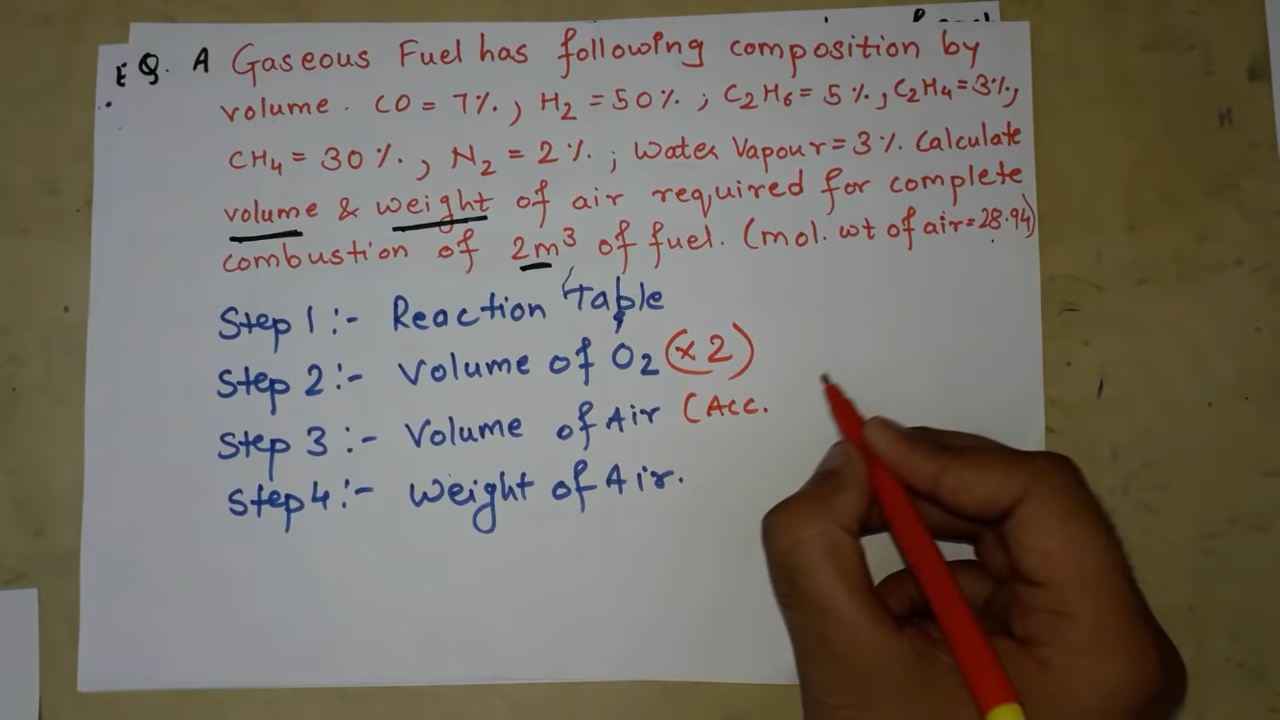 Q. A Gaseous Fuel has following composition by
volume. CO = 7%, H2 = 50%; C2H6 = 5%, C2H4 = 3%,
CH4 = 30%, N2 = 2%; Water Vapour = 3%. Calculate
volume & weight of air required for complete
combustion of 2m³ of fuel. (mol. wt of air = 28.94)
Step 1:- Reaction Table
Step 2:- Volume of O2 (x 2)
Step 3:- Volume of Air (Acc.
Step 4:- Weight of Air.